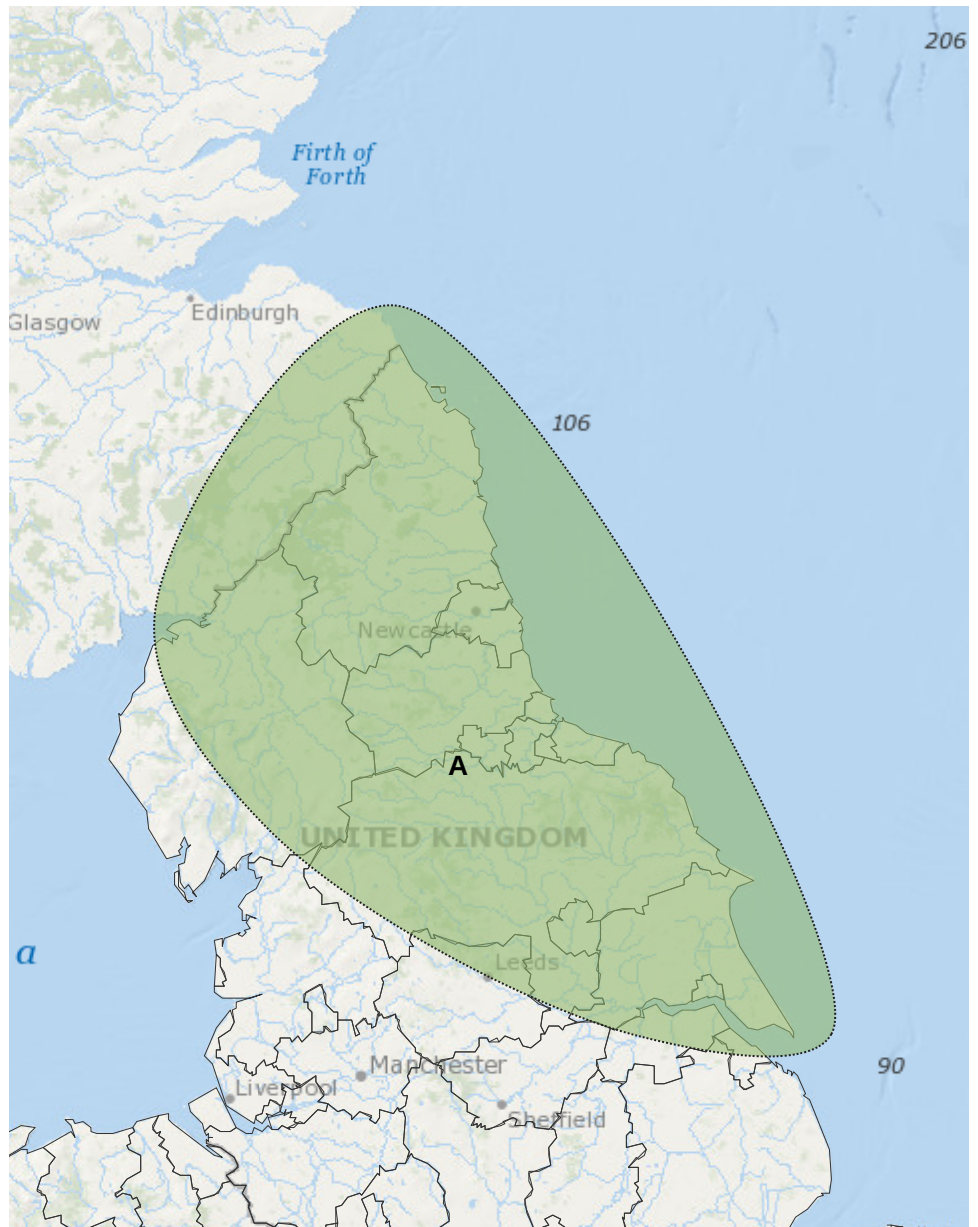 206
Firth of
Forth
Edinburgh
Glasgow
106
Newcastle
A
UNITED KINGDOM
a
Leeds
Manchester
90
Liverpool
Sheffield